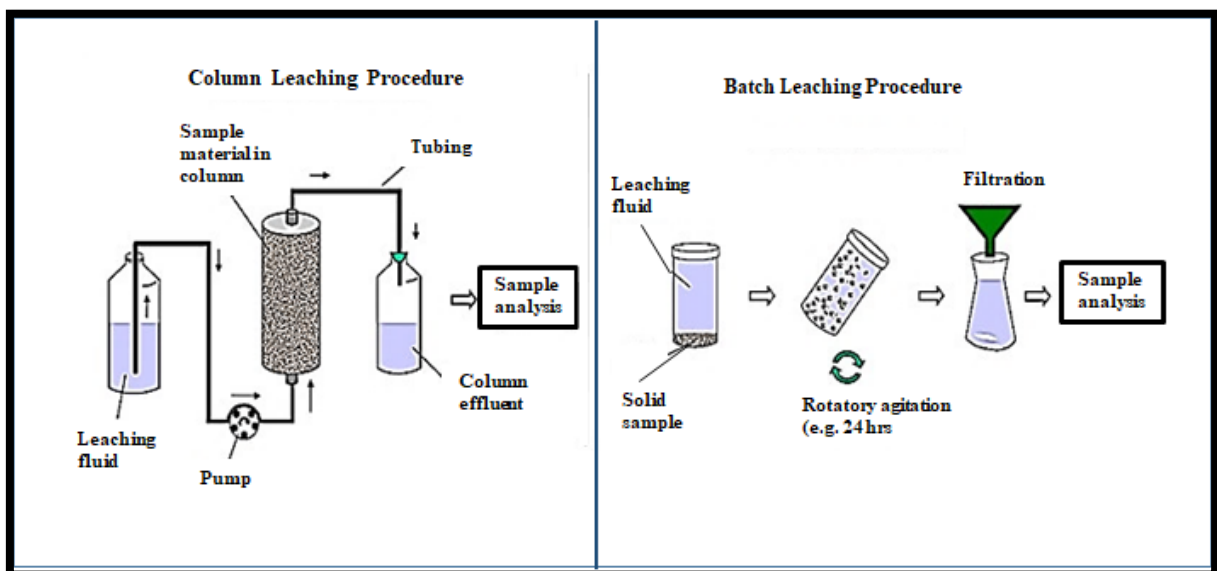 Column Leaching Procedure
Sample
material in
column
Tubing
Leaching
fluid
Pump
Column
effluent
Sample
analysis
Batch Leaching Procedure
Leaching
fluid
Solid
sample
Rotatory agitation
(e.g. 24 hrs
Filtration
Sample
analysis